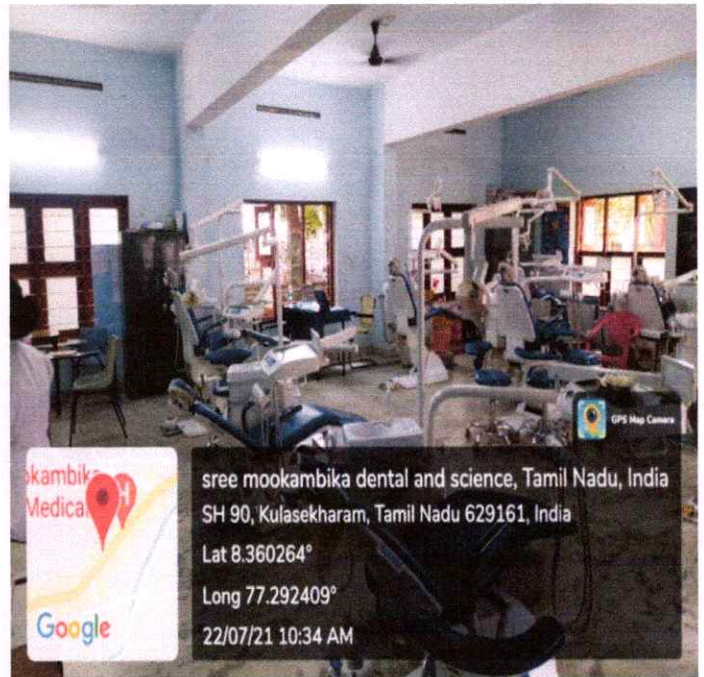 GPS Map Camera
okambika
Medical
H
Google
sree mookambika dental and science, Tamil Nadu, India
SH 90, Kulasekharam, Tamil Nadu 629161, India
Lat 8.360264°
Long 77.292409°
22/07/21 10:34 AM